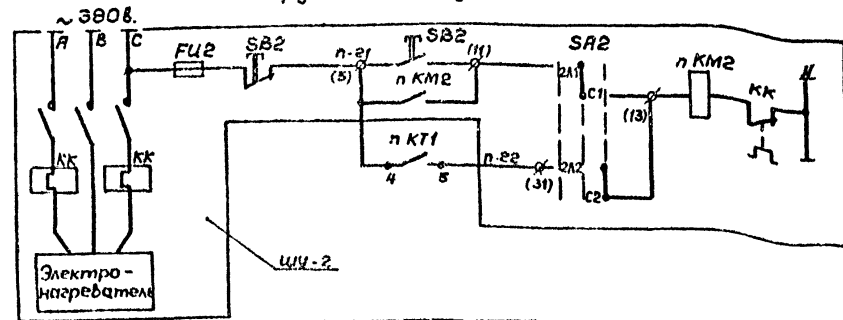 ~ 380в.
А В С
FU2
SB2
п-21
(5)
SB2
(11)
SA2
п КМ2
2Л1
С1
(13)
п КМ2
КК
N
КК
КК
п КТ1
4
5
п-22
(31)
2Л2
С2
Электро-
нагреватель
ШУ-2